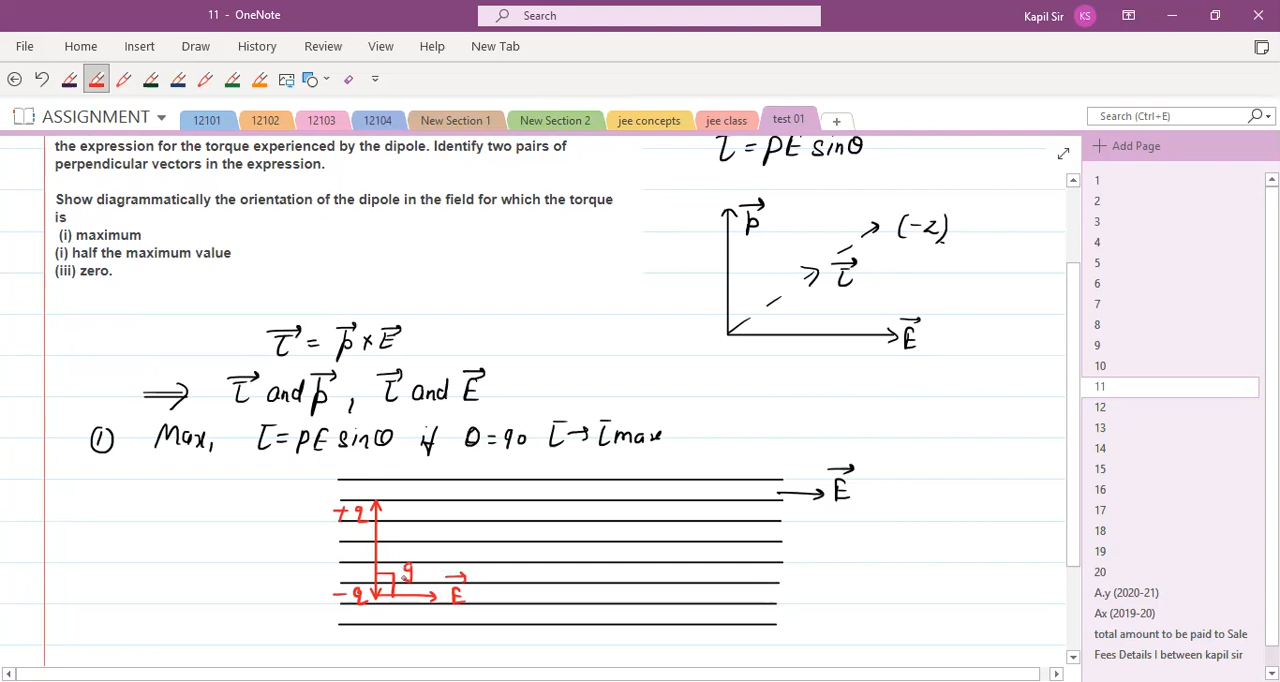 11 - OneNote
Search
Kapil Sir KS
File Home Insert Draw History Review View Help New Tab
ASSIGNMENT 12101 12102 12103 12104 New Section 1 New Section 2 jee concepts jee class test 01 +
Search (Ctrl+E)
Add Page
the expression for the torque experienced by the dipole. Identify two pairs of
perpendicular vectors in the expression.
Show diagrammatically the orientation of the dipole in the field for which the torque
is
(i) maximum
(i) half the maximum value
(iii) zero.
τ = PE sinθ
p⃗
(-z)
τ⃗
E⃗
τ⃗ = p⃗ × E⃗
⟹ τ⃗ and p⃗, τ⃗ and E⃗
① Max, τ = PE sinθ if θ = 90 τ → τmax
E⃗
+q
9
-q E⃗
1
2
3
4
5
6
7
8
9
10
11
12
13
14
15
16
17
18
19
20
A.y (2020-21)
Ax (2019-20)
total amount to be paid to Sale
Fees Details I between kapil sir